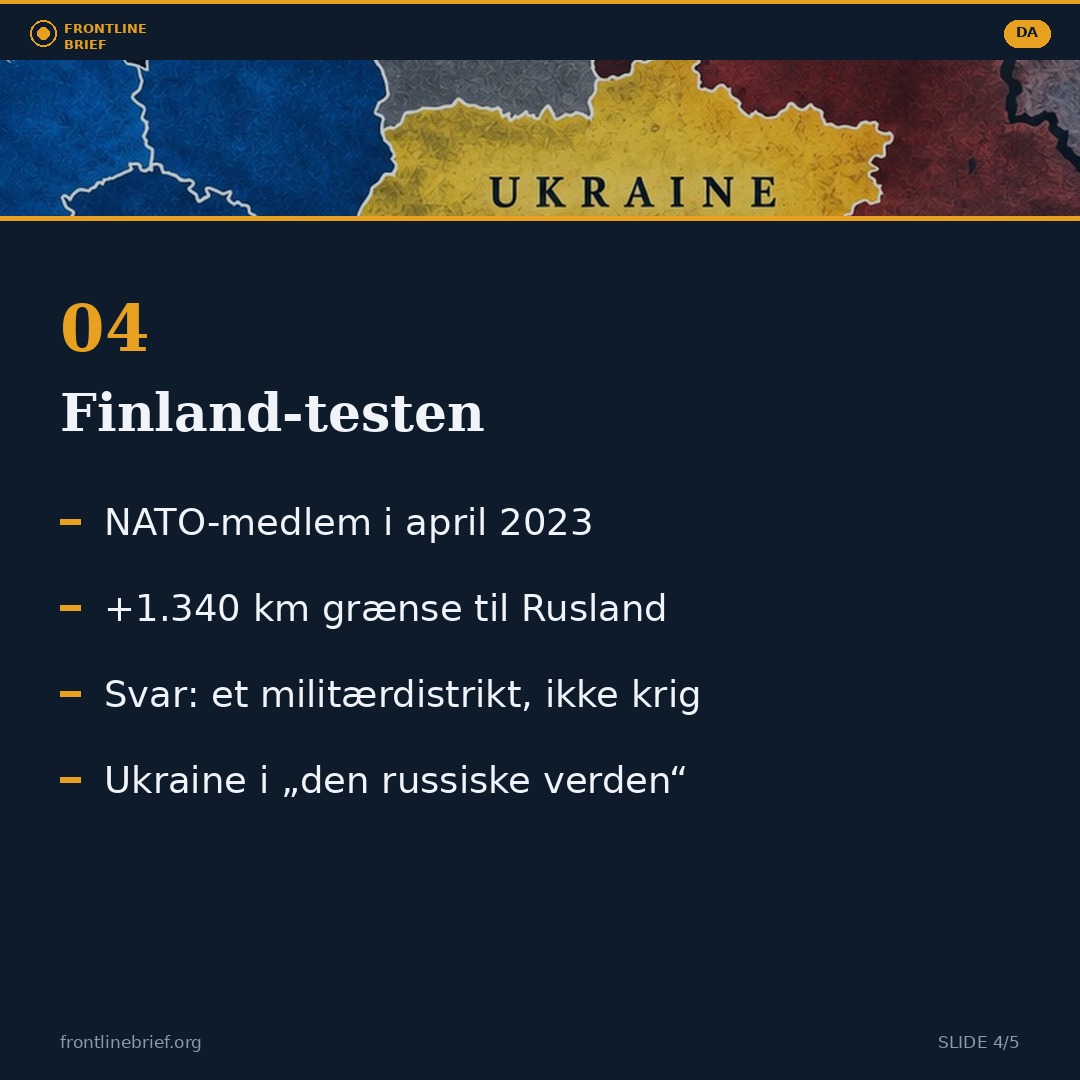 FRONTLINE
BRIEF
DA
UKRAINE
04
Finland-testen
NATO-medlem i april 2023
+1.340 km grænse til Rusland
Svar: et militærdistrikt, ikke krig
Ukraine i „den russiske verden“
frontlinebrief.org
SLIDE 4/5